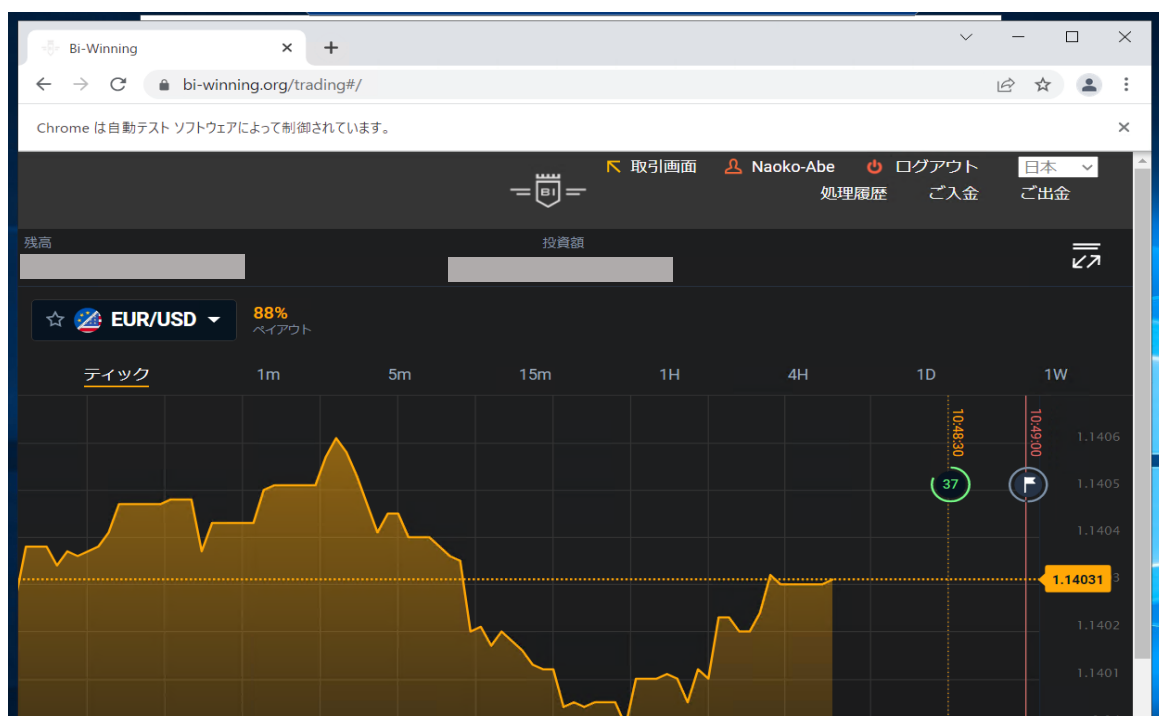 Bi-Winning
bi-winning.org/trading#/
Chrome は自動テスト ソフトウェアによって制御されています。
取引画面 Naoko-Abe ログアウト 日本
BI 処理履歴 ご入金 ご出金
残高 投資額
EUR/USD 88%
ペイアウト
ティック 1m 5m 15m 1H 4H 1D 1W
10:48:30 10:49:00
1.1406
37 1.1405
1.1404
1.14031 3
1.1402
1.1401